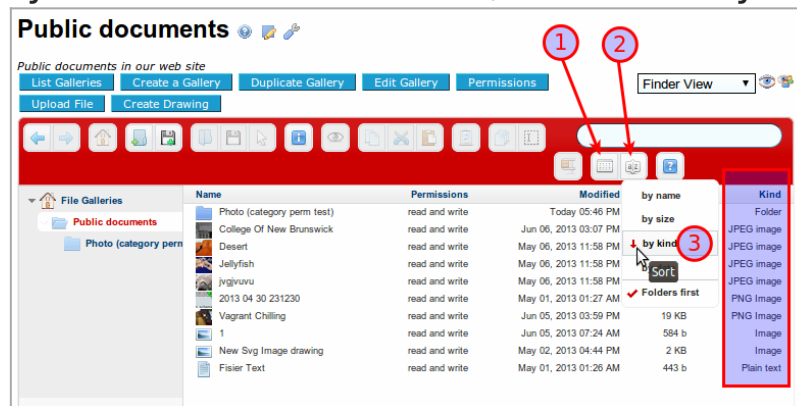 Public documents
Public documents in our web site
List Galleries Create a Gallery Duplicate Gallery Edit Gallery Permissions
Upload File Create Drawing
Finder View
1 2
File Galleries
Public documents
Photo (category perm
Name Permissions Modified Kind
Photo (category perm test) read and write Today 05:46 PM Folder
College Of New Brunswick read and write Jun 06, 2013 03:07 PM JPEG image
Desert read and write May 06, 2013 11:58 PM JPEG image
Jellyfish read and write May 06, 2013 11:58 PM JPEG image
jvgjvuvu read and write May 06, 2013 11:58 PM JPEG image
2013 04 30 231230 read and write May 01, 2013 01:27 AM PNG Image
Vagrant Chilling read and write Jun 05, 2013 03:59 PM 19 KB PNG Image
1 read and write Jun 05, 2013 07:24 AM 584 b Image
New Svg Image drawing read and write May 02, 2013 04:44 PM 2 KB Image
Fisier Text read and write May 01, 2013 01:26 AM 443 b Plain text
by name
by size
by kind 3
Sort
Folders first